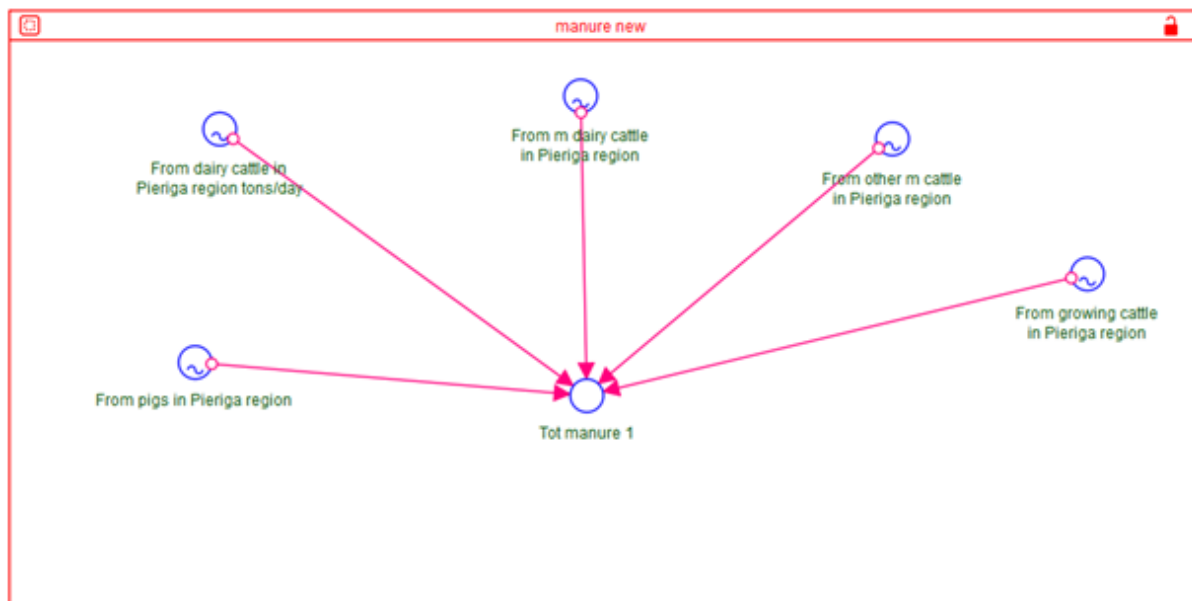 manure new
From dairy cattle in
Pieriga region tons/day
From m dairy cattle
in Pieriga region
From other m cattle
in Pieriga region
From growing cattle
in Pieriga region
From pigs in Pieriga region
Tot manure 1